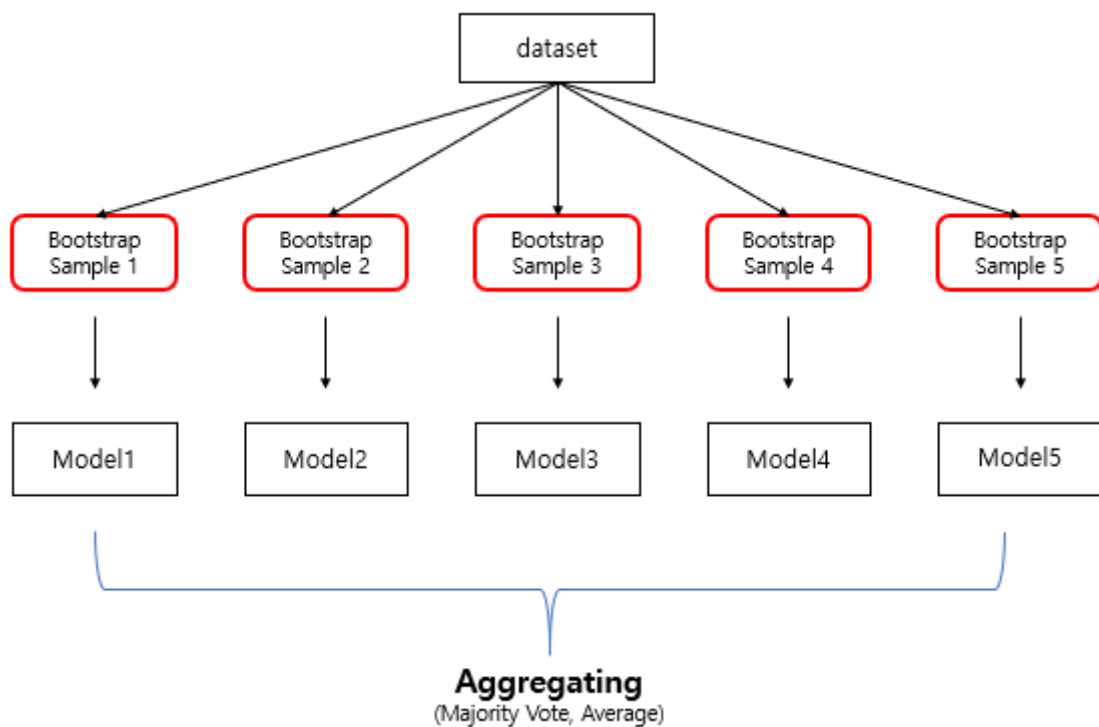 dataset
Bootstrap
Sample 1
Bootstrap
Sample 2
Bootstrap
Sample 3
Bootstrap
Sample 4
Bootstrap
Sample 5
Model1
Model2
Model3
Model4
Model5
Aggregating
(Majority Vote, Average)